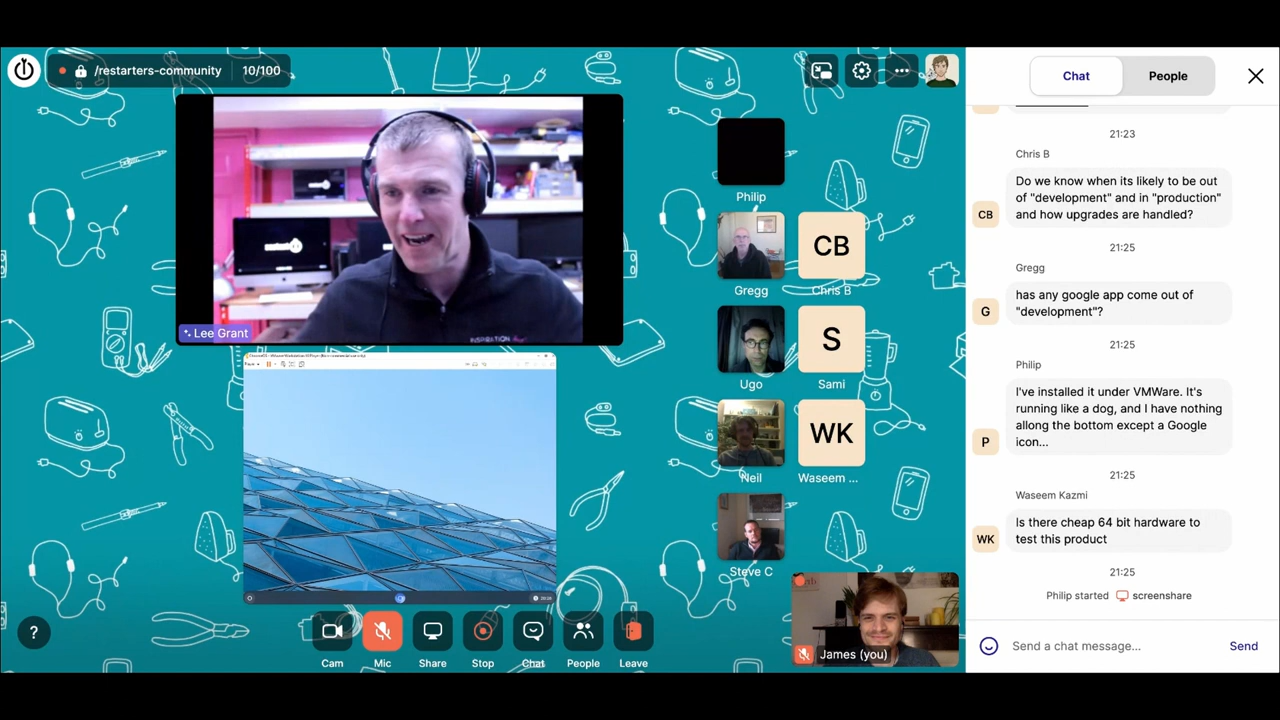 /restarters-community 10/100
Lee Grant
INSPIRATION
Philip
Gregg
CB
Chris B
Ugo
S
Sami
Neil
WK
Waseem ...
Steve C
James (you)
?
Cam
Mic
Share
Stop
Chat
People
Leave
Chat People
21:23
Chris B
CB
Do we know when its likely to be out
of "development" and in "production"
and how upgrades are handled?
21:25
Gregg
G
has any google app come out of
"development"?
21:25
Philip
P
I've installed it under VMWare. It's
running like a dog, and I have nothing
allong the bottom except a Google
icon...
21:25
Waseem Kazmi
WK
Is there cheap 64 bit hardware to
test this product
21:25
Philip started screenshare
Send a chat message... Send